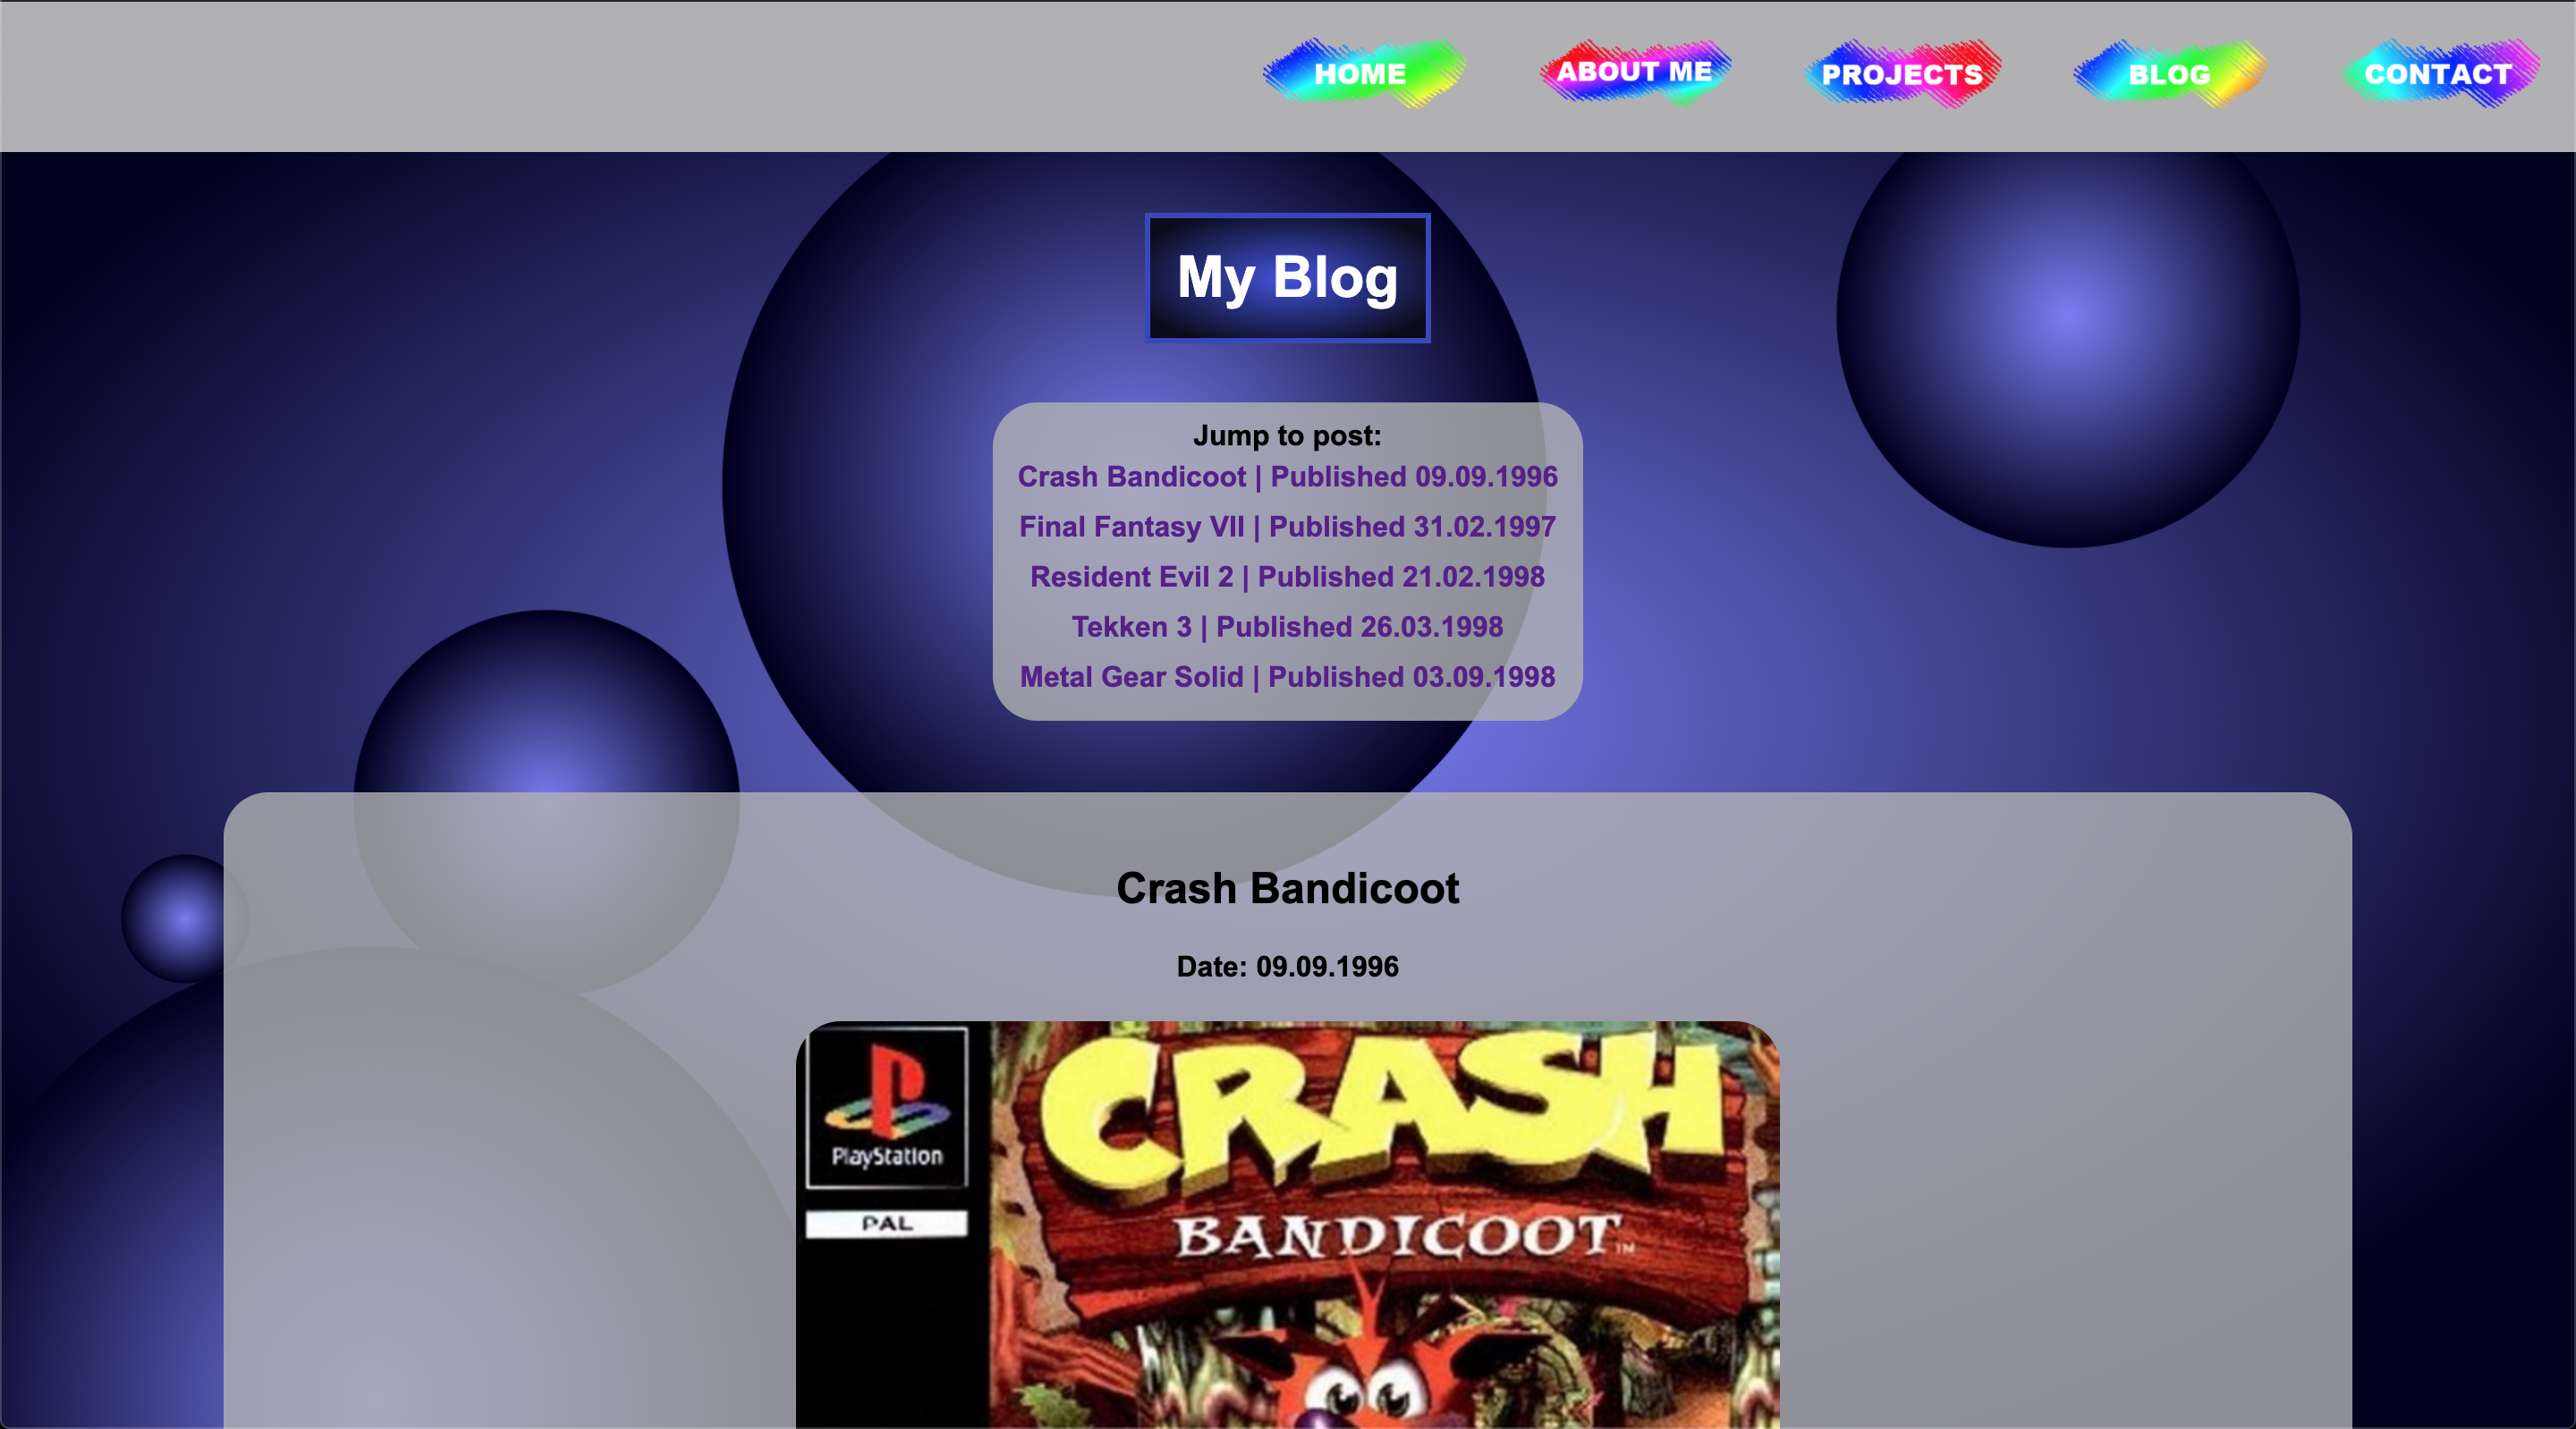 HOME
ABOUT ME
PROJECTS
BLOG
CONTACT
My Blog
Jump to post:
Crash Bandicoot | Published 09.09.1996
Final Fantasy VII | Published 31.02.1997
Resident Evil 2 | Published 21.02.1998
Tekken 3 | Published 26.03.1998
Metal Gear Solid | Published 03.09.1998
Crash Bandicoot
Date: 09.09.1996
PlayStation
PAL
CRASH
BANDICOOT™